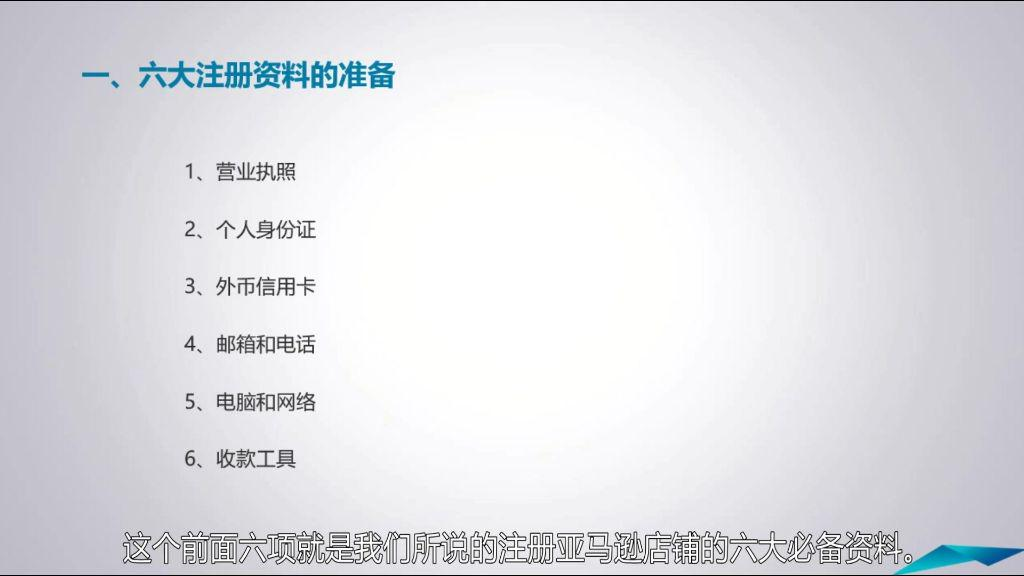 一、六大注册资料的准备
1、营业执照
2、个人身份证
3、外币信用卡
4、邮箱和电话
5、电脑和网络
6、收款工具
这个前面六项就是我们所说的注册亚马逊店铺的六大必备资料。